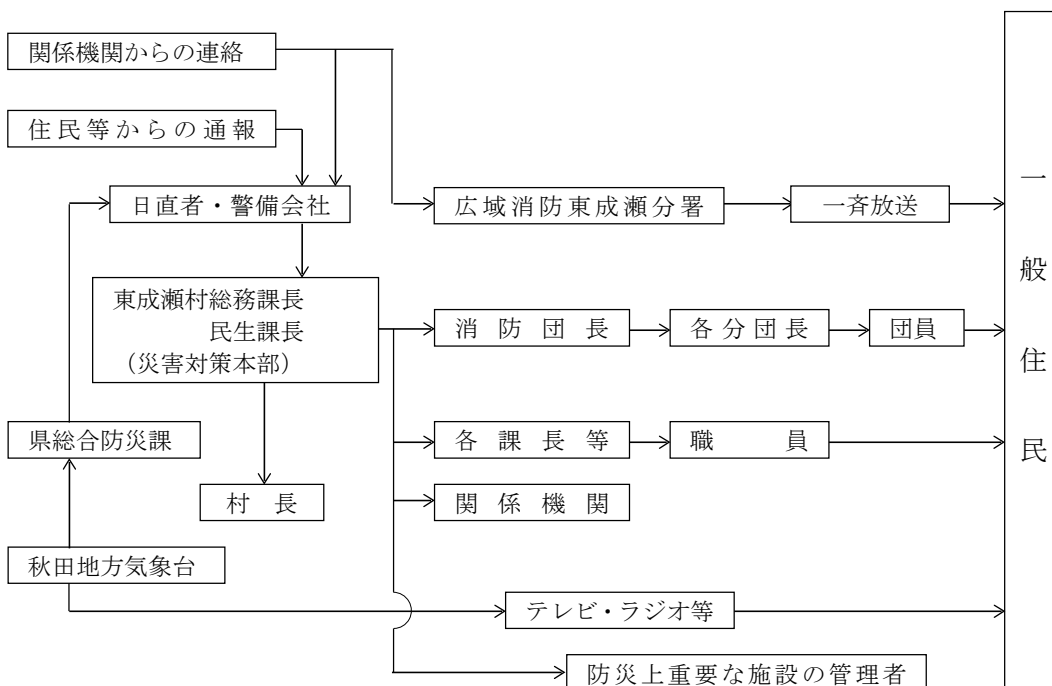 関係機関からの連絡
住民等からの通報
日直者・警備会社
広域消防東成瀬分署
一斉放送
東成瀬村総務課長
民生課長
（災害対策本部）
消防団長
各分団長
団員
県総合防災課
各課長等
職員
村長
関係機関
秋田地方気象台
テレビ・ラジオ等
防災上重要な施設の管理者
一般住民